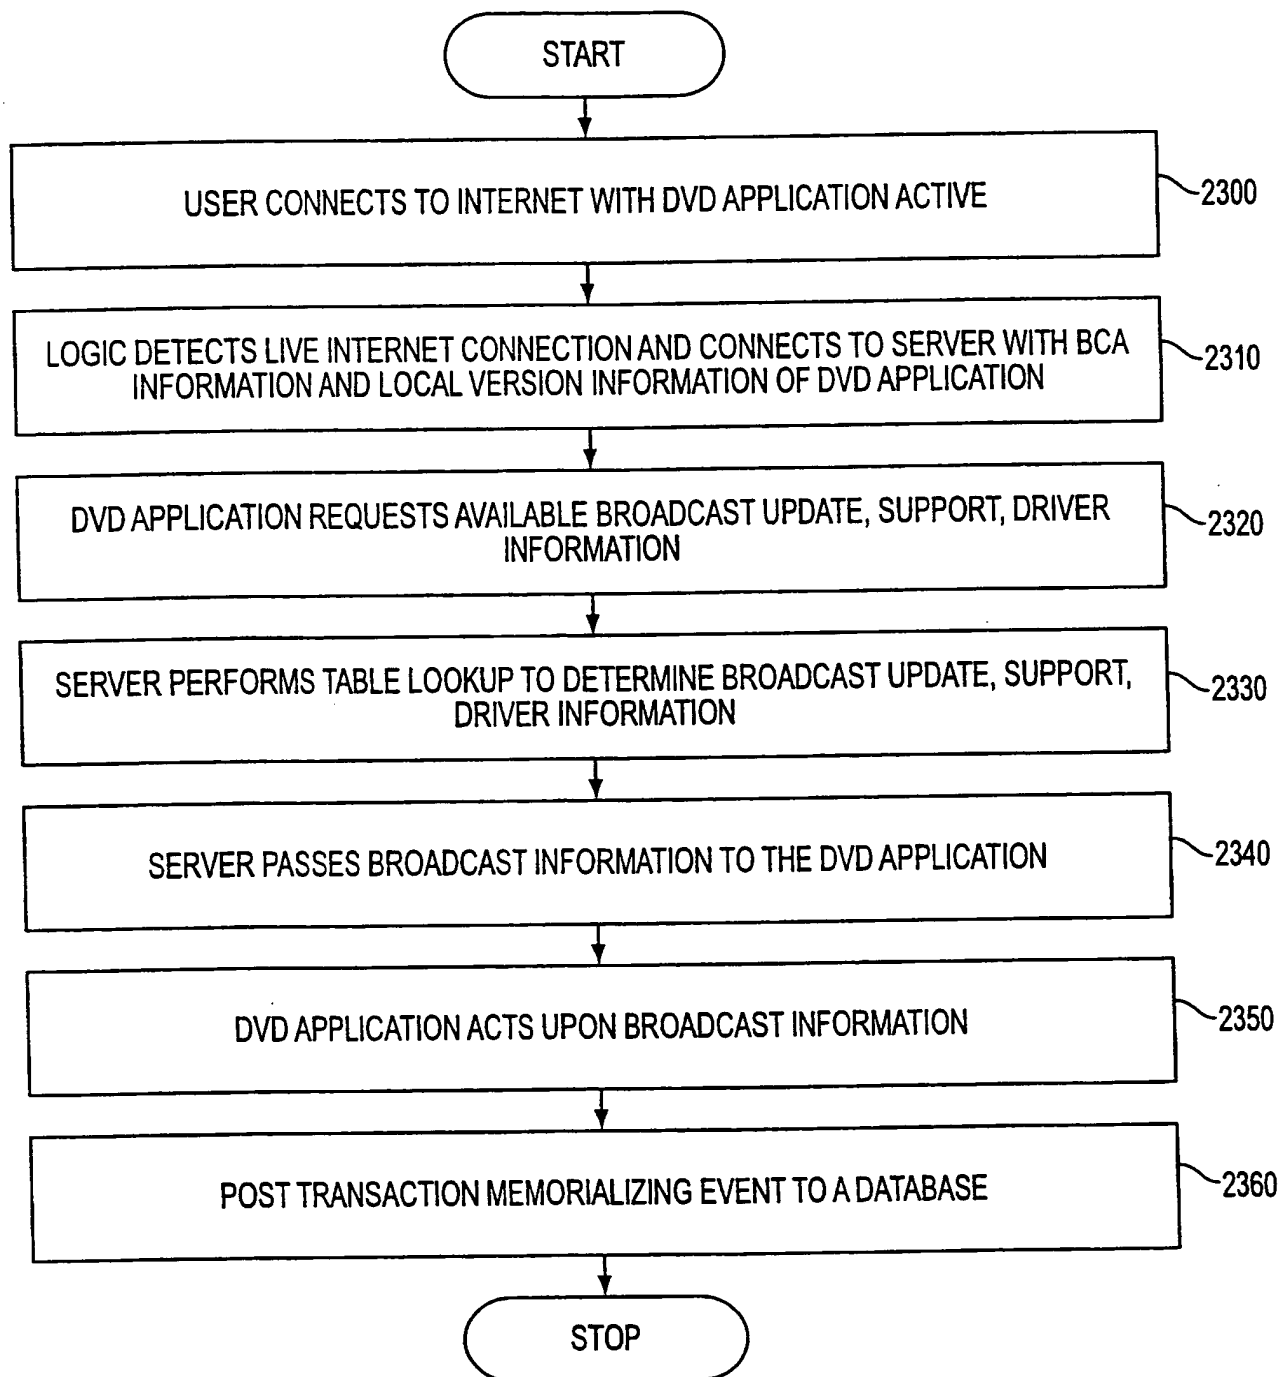 START
USER CONNECTS TO INTERNET WITH DVD APPLICATION ACTIVE
2300
LOGIC DETECTS LIVE INTERNET CONNECTION AND CONNECTS TO SERVER WITH BCA
INFORMATION AND LOCAL VERSION INFORMATION OF DVD APPLICATION
2310
DVD APPLICATION REQUESTS AVAILABLE BROADCAST UPDATE, SUPPORT, DRIVER
INFORMATION
2320
SERVER PERFORMS TABLE LOOKUP TO DETERMINE BROADCAST UPDATE, SUPPORT,
DRIVER INFORMATION
2330
SERVER PASSES BROADCAST INFORMATION TO THE DVD APPLICATION
2340
DVD APPLICATION ACTS UPON BROADCAST INFORMATION
2350
POST TRANSACTION MEMORIALIZING EVENT TO A DATABASE
2360
STOP